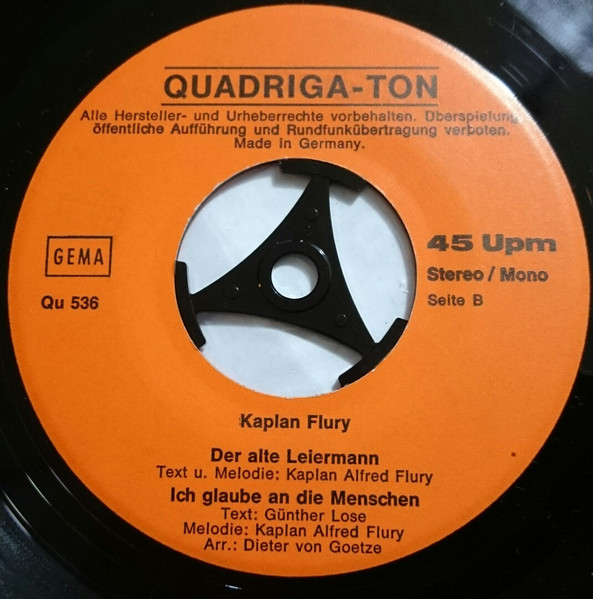 QUADRIGA-TON
Alle Hersteller- und Urheberrechte vorbehalten. Überspielung,
öffentliche Aufführung und Rundfunkübertragung verboten.
Made in Germany.
GEMA
Qu 536
45 Upm
Stereo / Mono
Seite B
Kaplan Flury
Der alte Leiermann
Text u. Melodie: Kaplan Alfred Flury
Ich glaube an die Menschen
Text: Günther Lose
Melodie: Kaplan Alfred Flury
Arr.: Dieter von Goetze